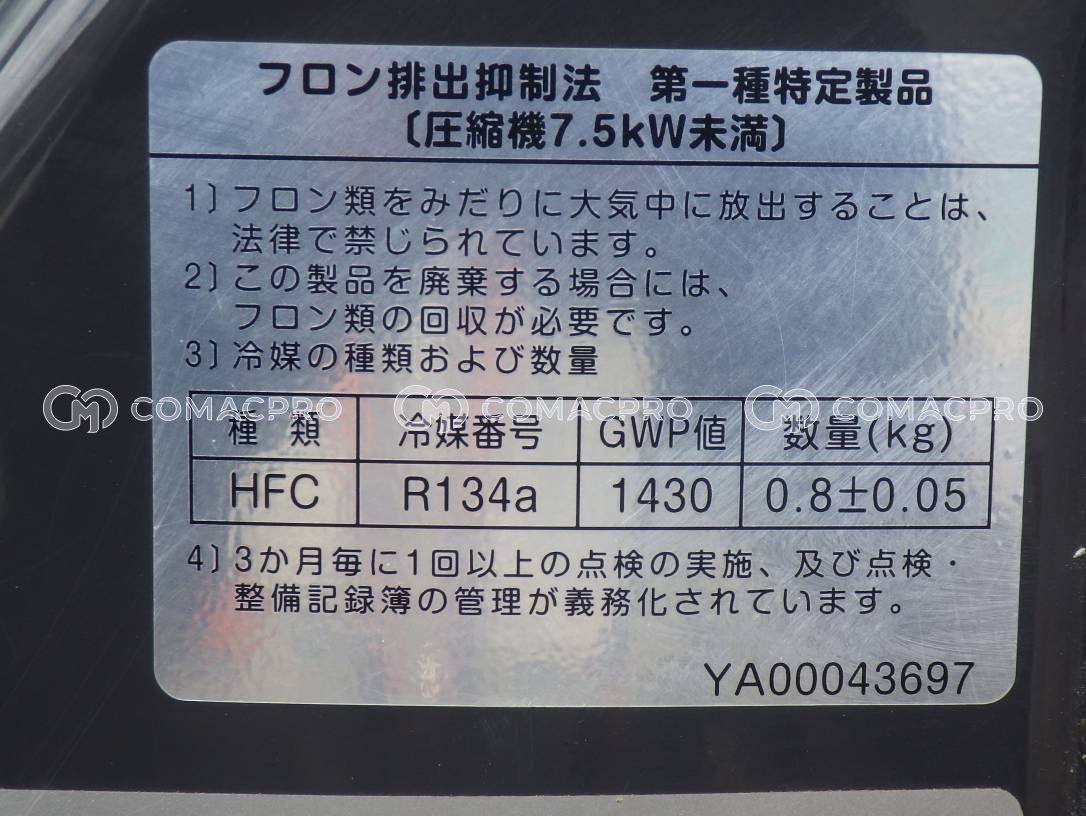 フロン排出抑制法　第一種特定製品
〔圧縮機7.5kW未満〕
1〕フロン類をみだりに大気中に放出することは、
法律で禁じられています。
2〕この製品を廃棄する場合には、
フロン類の回収が必要です。
3〕冷媒の種類および数量
COMACPRO COMACPRO COMACPRO
種類 冷媒番号 GWP値 数量(kg)
HFC R134a 1430 0.8±0.05
4〕3か月毎に1回以上の点検の実施、及び点検・
整備記録簿の管理が義務化されています。
YA00043697